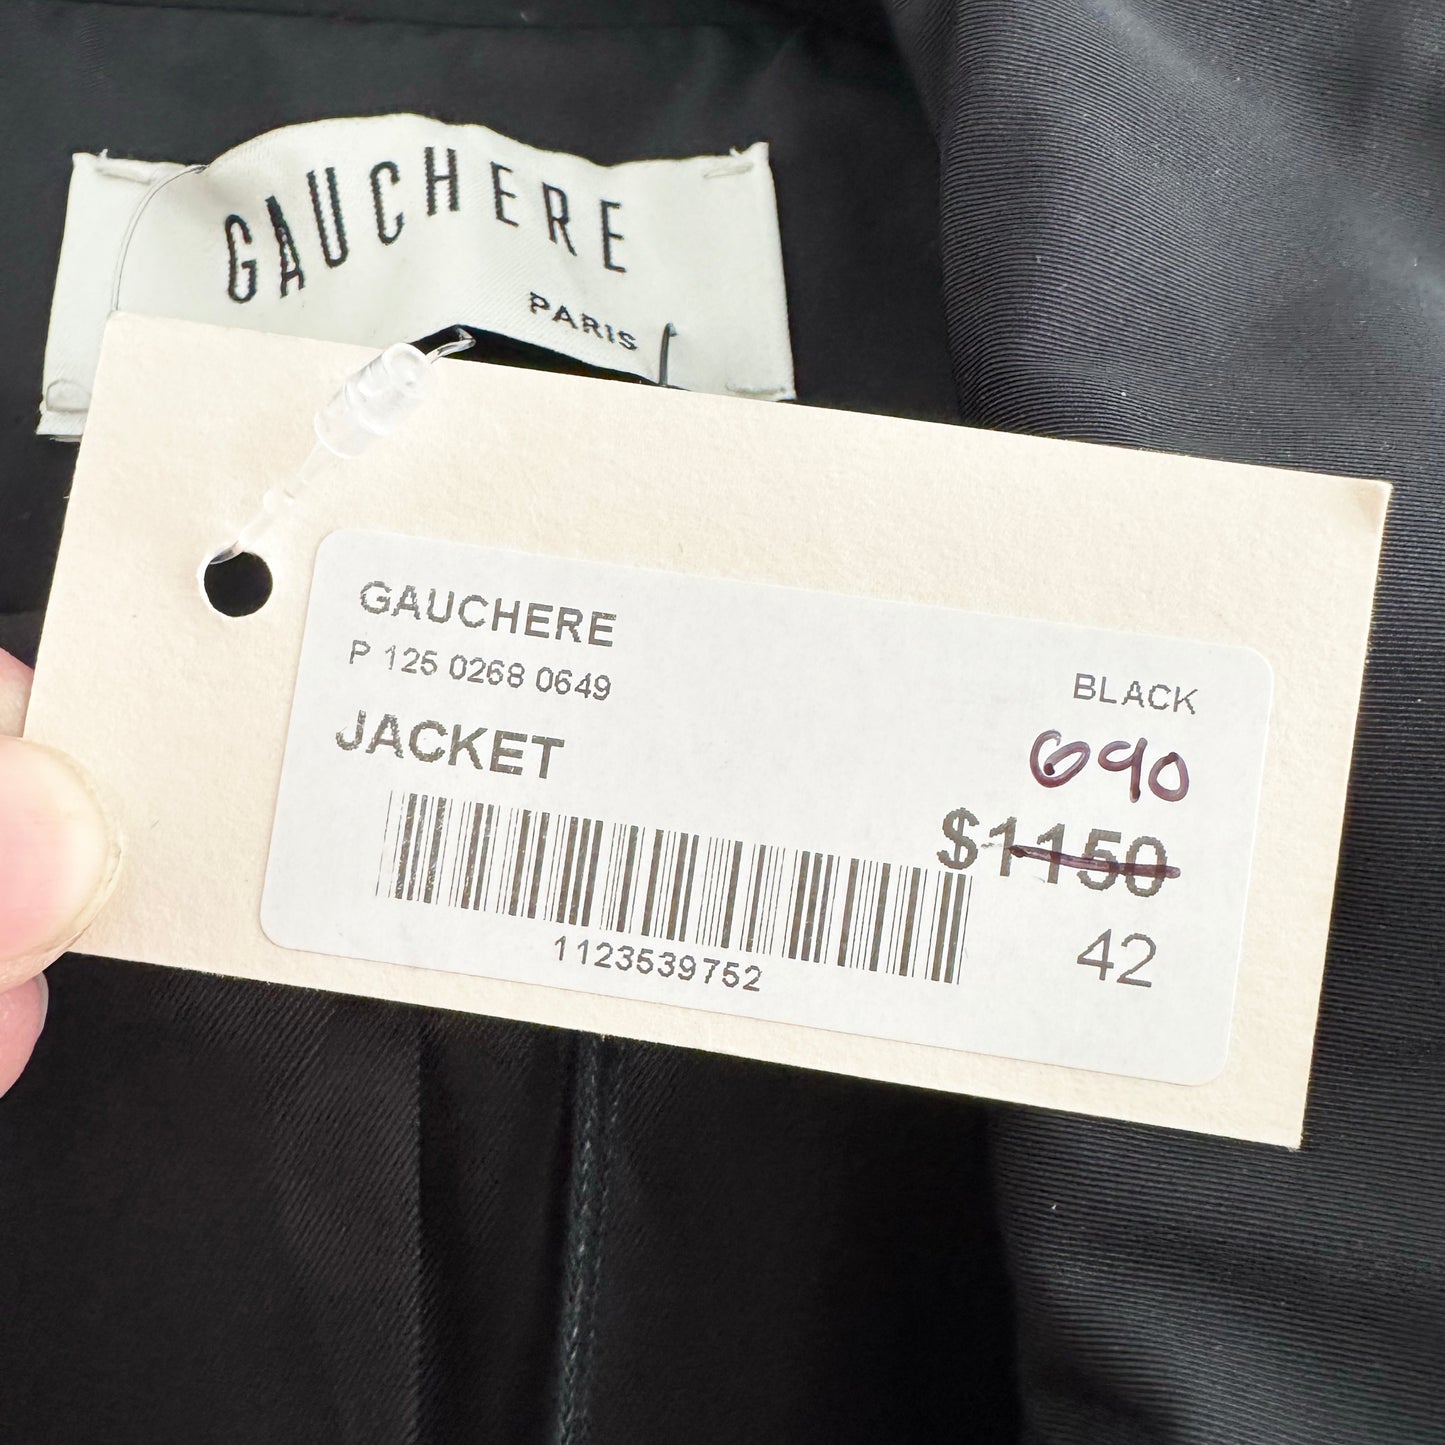 GAUCHERE
PARIS
GAUCHERE
P 125 0268 0649
BLACK
JACKET
690
$1150
42
1123539752